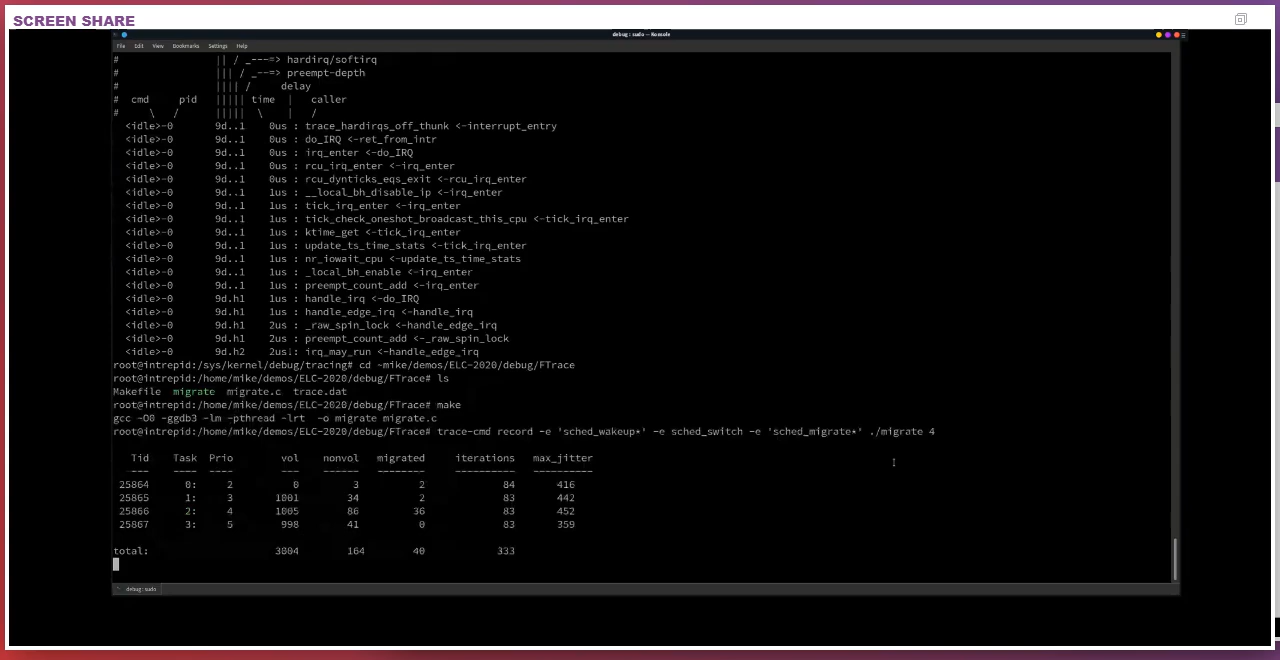 SCREEN SHARE
debug : sudo — Konsole
File Edit View Bookmarks Settings Help
# || / _---=> hardirq/softirq
# ||| / _--=> preempt-depth
# |||| / delay
# cmd pid ||||| time | caller
# \ / ||||| \ | /
<idle>-0 9d..1 0us : trace_hardirqs_off_thunk <-interrupt_entry
<idle>-0 9d..1 0us : do_IRQ <-ret_from_intr
<idle>-0 9d..1 0us : irq_enter <-do_IRQ
<idle>-0 9d..1 0us : rcu_irq_enter <-irq_enter
<idle>-0 9d..1 0us : rcu_dynticks_eqs_exit <-rcu_irq_enter
<idle>-0 9d..1 1us : __local_bh_disable_ip <-irq_enter
<idle>-0 9d..1 1us : tick_irq_enter <-irq_enter
<idle>-0 9d..1 1us : tick_check_oneshot_broadcast_this_cpu <-tick_irq_enter
<idle>-0 9d..1 1us : ktime_get <-tick_irq_enter
<idle>-0 9d..1 1us : update_ts_time_stats <-tick_irq_enter
<idle>-0 9d..1 1us : nr_iowait_cpu <-update_ts_time_stats
<idle>-0 9d..1 1us : _local_bh_enable <-irq_enter
<idle>-0 9d..1 1us : preempt_count_add <-irq_enter
<idle>-0 9d.h1 1us : handle_irq <-do_IRQ
<idle>-0 9d.h1 1us : handle_edge_irq <-handle_irq
<idle>-0 9d.h1 2us : _raw_spin_lock <-handle_edge_irq
<idle>-0 9d.h1 2us : preempt_count_add <-_raw_spin_lock
<idle>-0 9d.h2 2us!: irq_may_run <-handle_edge_irq
root@intrepid:/sys/kernel/debug/tracing# cd ~mike/demos/ELC-2020/debug/FTrace
root@intrepid:/home/mike/demos/ELC-2020/debug/FTrace# ls
Makefile migrate migrate.c trace.dat
root@intrepid:/home/mike/demos/ELC-2020/debug/FTrace# make
gcc -O0 -ggdb3 -lm -pthread -lrt -o migrate migrate.c
root@intrepid:/home/mike/demos/ELC-2020/debug/FTrace# trace-cmd record -e 'sched_wakeup*' -e sched_switch -e 'sched_migrate*' ./migrate 4
Tid Task Prio vol nonvol migrated iterations max_jitter
--- ---- ---- --- ------ -------- ---------- ----------
25864 0: 2 0 3 2 84 416
25865 1: 3 1001 34 2 83 442
25866 2: 4 1005 86 36 83 452
25867 3: 5 998 41 0 83 359
total: 3004 164 40 333
debug : sudo